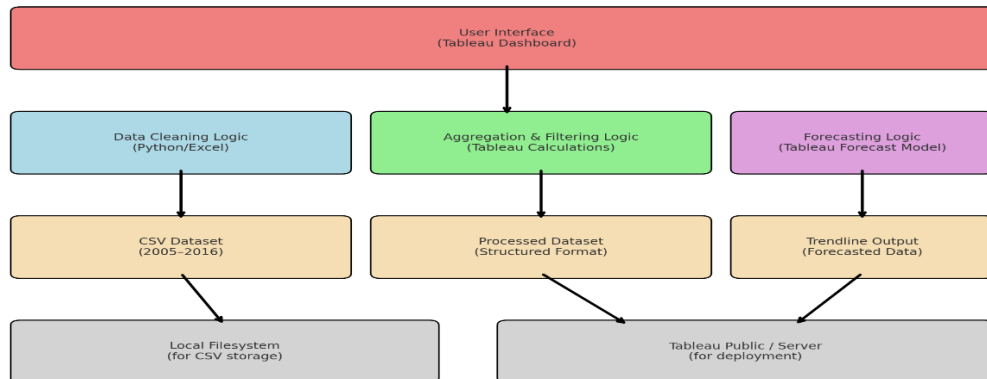 User Interface
(Tableau Dashboard)
Data Cleaning Logic
(Python/Excel)
Aggregation & Filtering Logic
(Tableau Calculations)
Forecasting Logic
(Tableau Forecast Model)
CSV Dataset
(2005–2016)
Processed Dataset
(Structured Format)
Trendline Output
(Forecasted Data)
Local Filesystem
(for CSV storage)
Tableau Public / Server
(for deployment)